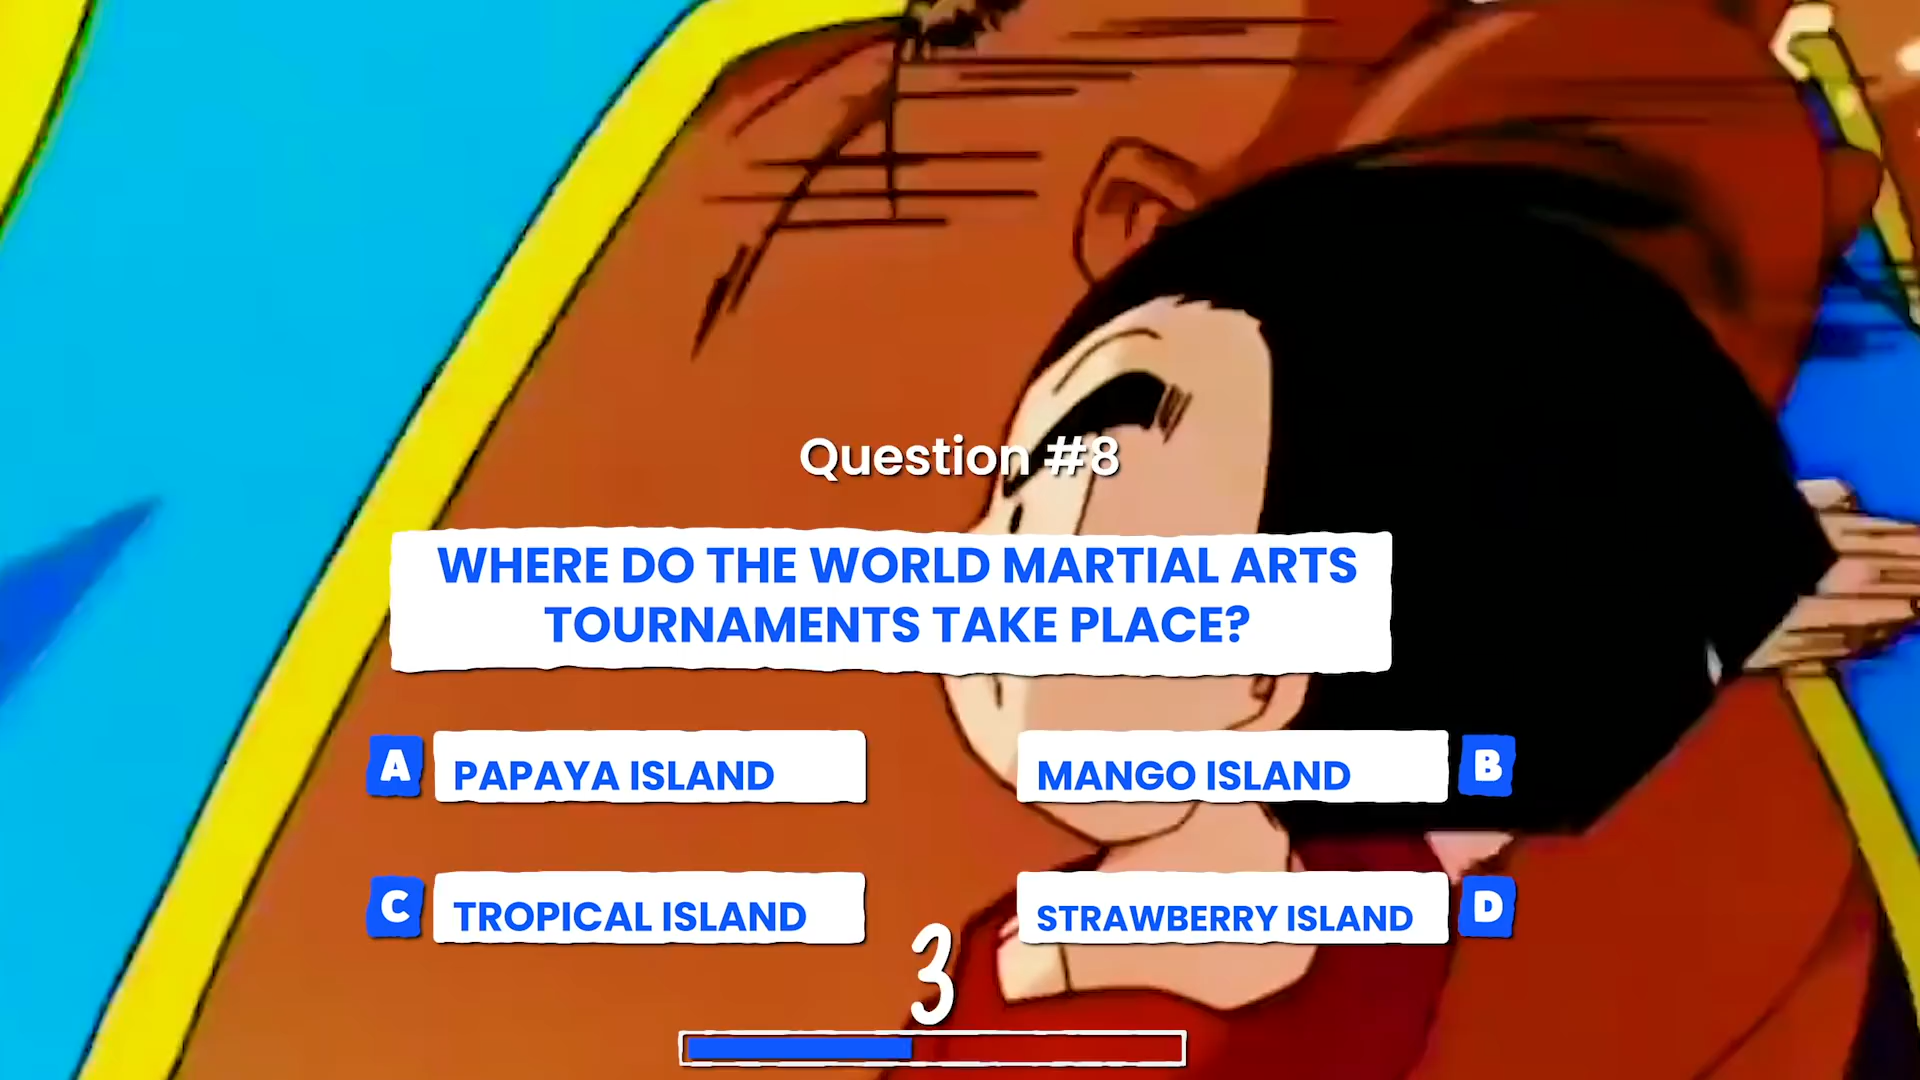 Question #8
WHERE DO THE WORLD MARTIAL ARTS
TOURNAMENTS TAKE PLACE?
A PAPAYA ISLAND
MANGO ISLAND B
C TROPICAL ISLAND
STRAWBERRY ISLAND D
3